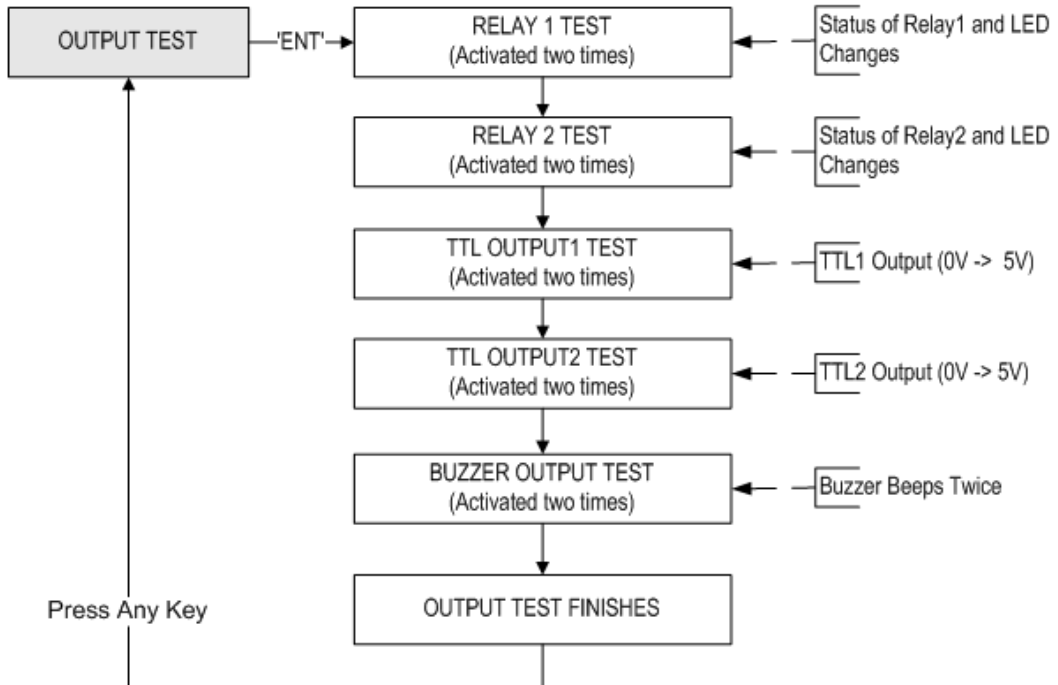 OUTPUT TEST
'ENT'
RELAY 1 TEST
(Activated two times)
Status of Relay1 and LED
Changes
RELAY 2 TEST
(Activated two times)
Status of Relay2 and LED
Changes
TTL OUTPUT1 TEST
(Activated two times)
TTL1 Output (0V -> 5V)
TTL OUTPUT2 TEST
(Activated two times)
TTL2 Output (0V -> 5V)
BUZZER OUTPUT TEST
(Activated two times)
Buzzer Beeps Twice
OUTPUT TEST FINISHES
Press Any Key